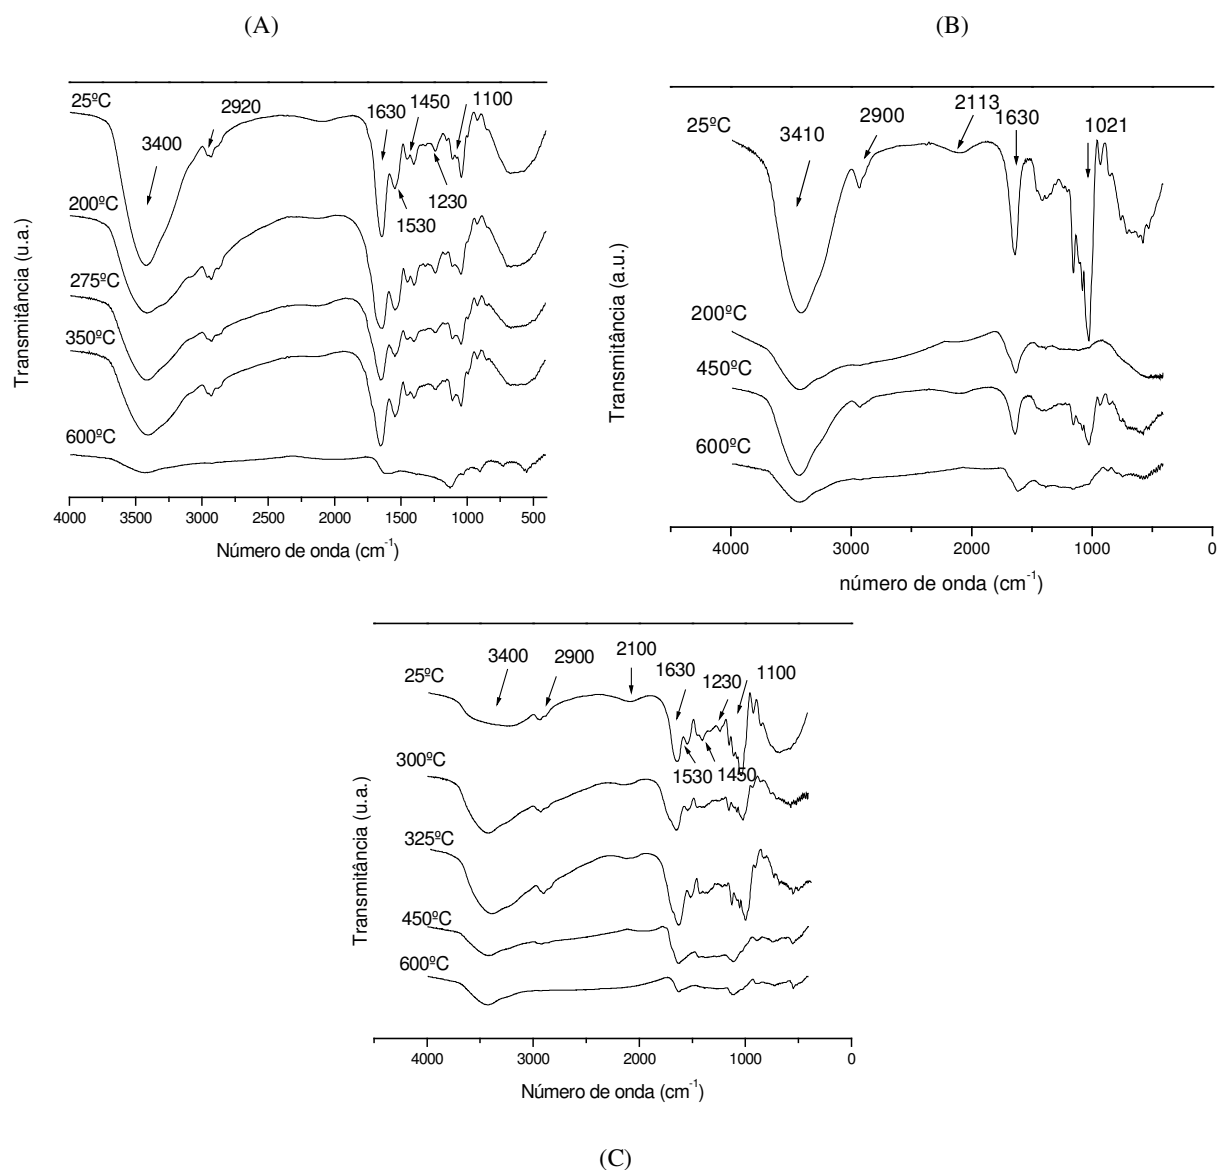 (A)
25ºC
2920
3400
1630
1450
1100
1230
1530
200ºC
275ºC
350ºC
600ºC
Transmitância (u.a.)
4000 3500 3000 2500 2000 1500 1000 500
Número de onda (cm⁻¹)
(B)
25ºC
3410
2900
2113
1630
1021
200ºC
450ºC
600ºC
Transmitância (a.u.)
4000 3000 2000 1000 0
número de onda (cm⁻¹)
25ºC
3400
2900
2100
1630
1230
1100
1530
1450
300ºC
325ºC
450ºC
600ºC
Transmitância (u.a.)
4000 3000 2000 1000 0
Número de onda (cm⁻¹)
(C)